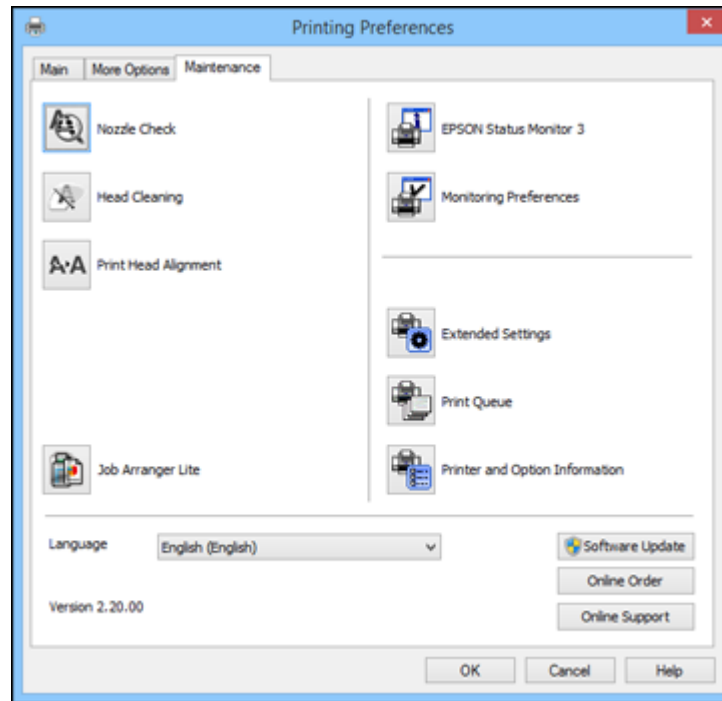 Printing Preferences
Main
More Options
Maintenance
Nozzle Check
Head Cleaning
A·A Print Head Alignment
Job Arranger Lite
EPSON Status Monitor 3
Monitoring Preferences
Extended Settings
Print Queue
Printer and Option Information
Language
English (English)
Version 2.20.00
Software Update
Online Order
Online Support
OK
Cancel
Help